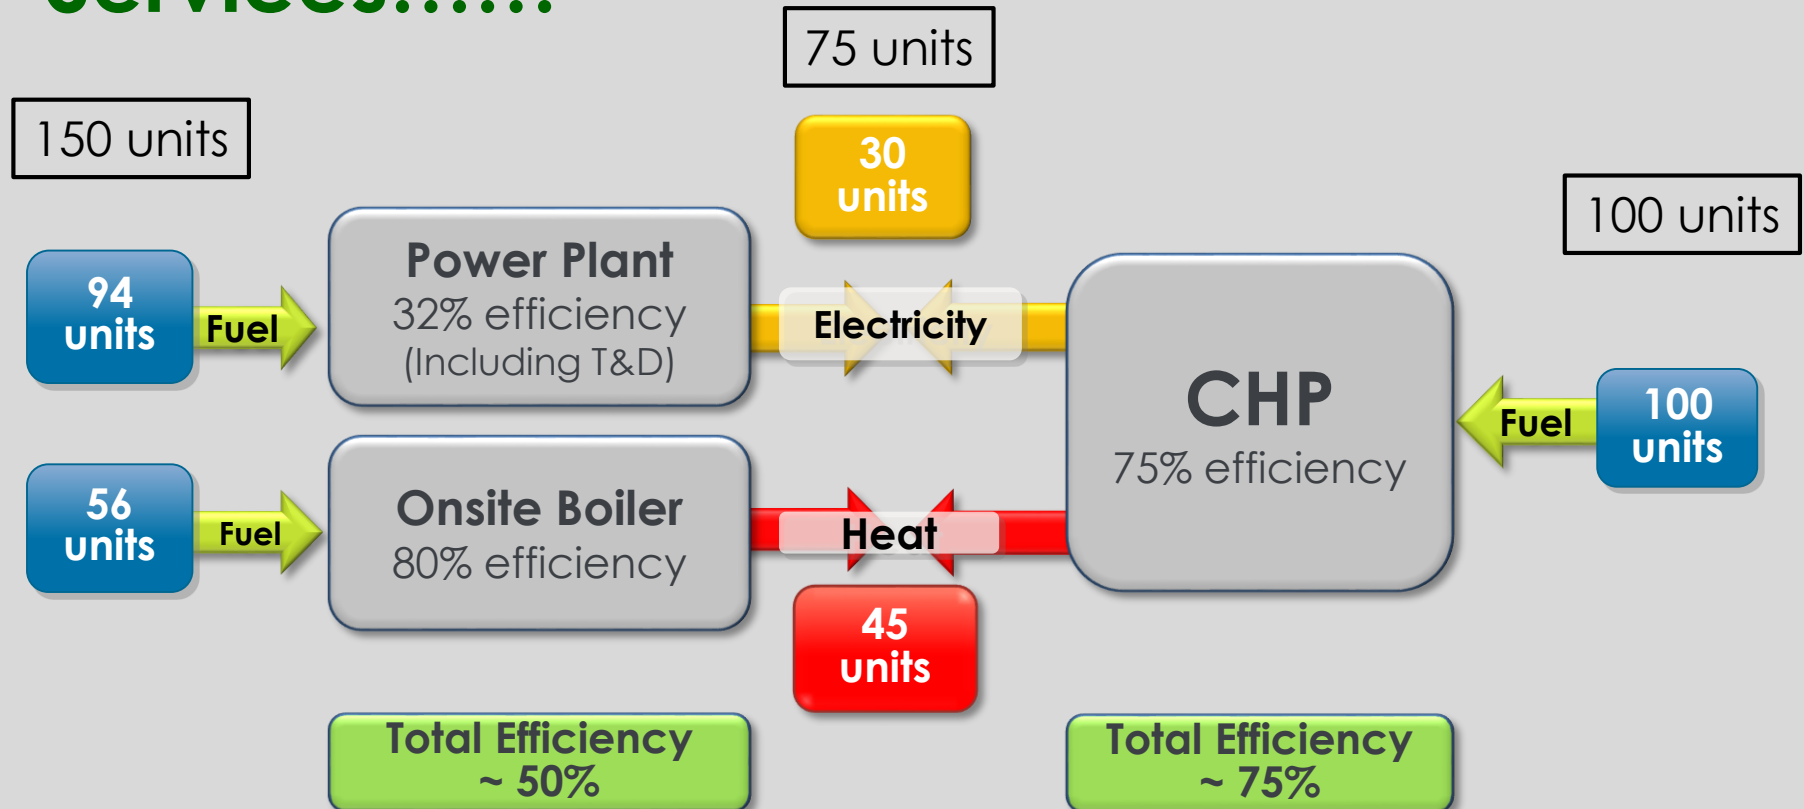 services……
75 units
150 units
30
units
100 units
94
units
Fuel
Power Plant
32% efficiency
(Including T&D)
Electricity
CHP
75% efficiency
Fuel
100
units
56
units
Fuel
Onsite Boiler
80% efficiency
Heat
45
units
Total Efficiency
~ 50%
Total Efficiency
~ 75%